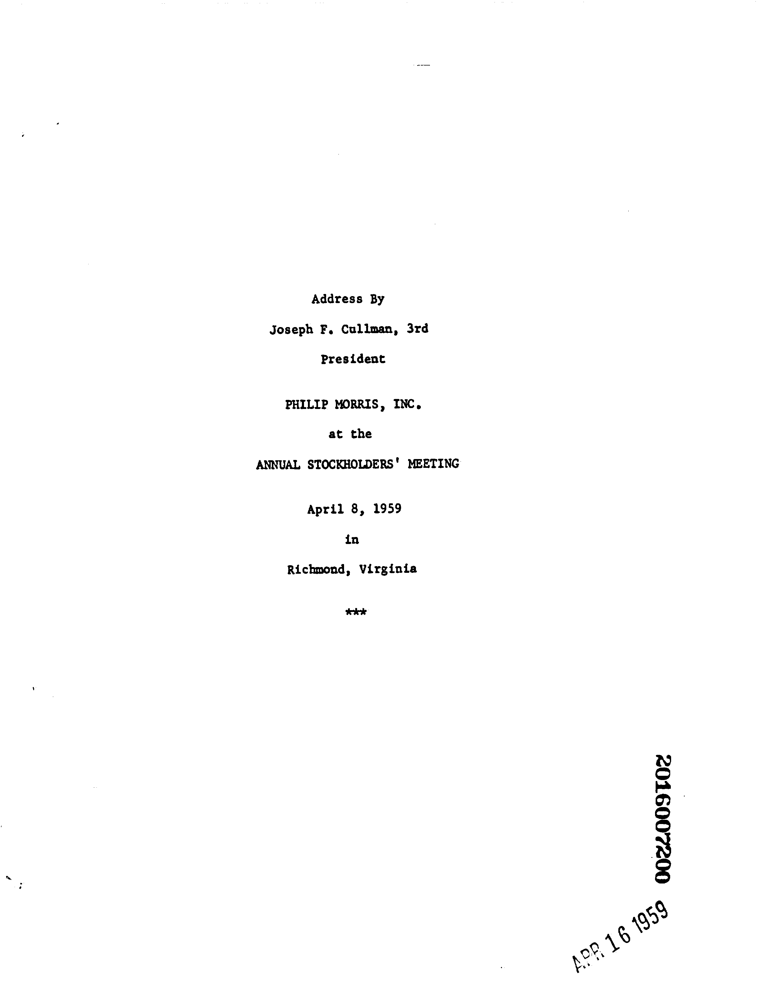 Address By
Joseph F. Cullman, 3rd
President
PHILIP MORRIS, INC.
at the
ANNUAL STOCKHOLDERS' MEETING
April 8, 1959
in
Richmond, Virginia
***
2016007200
APR 16 1959